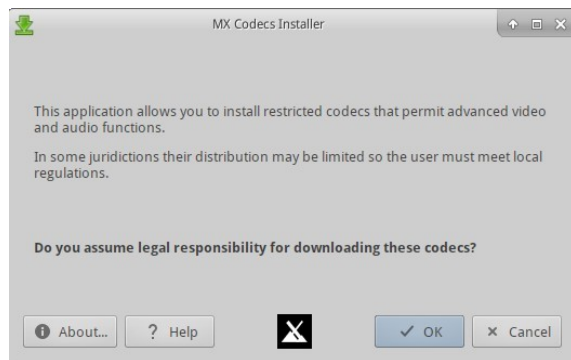 MX Codecs Installer
This application allows you to install restricted codecs that permit advanced video
and audio functions.
In some juridictions their distribution may be limited so the user must meet local
regulations.
Do you assume legal responsibility for downloading these codecs?
About... ? Help OK Cancel